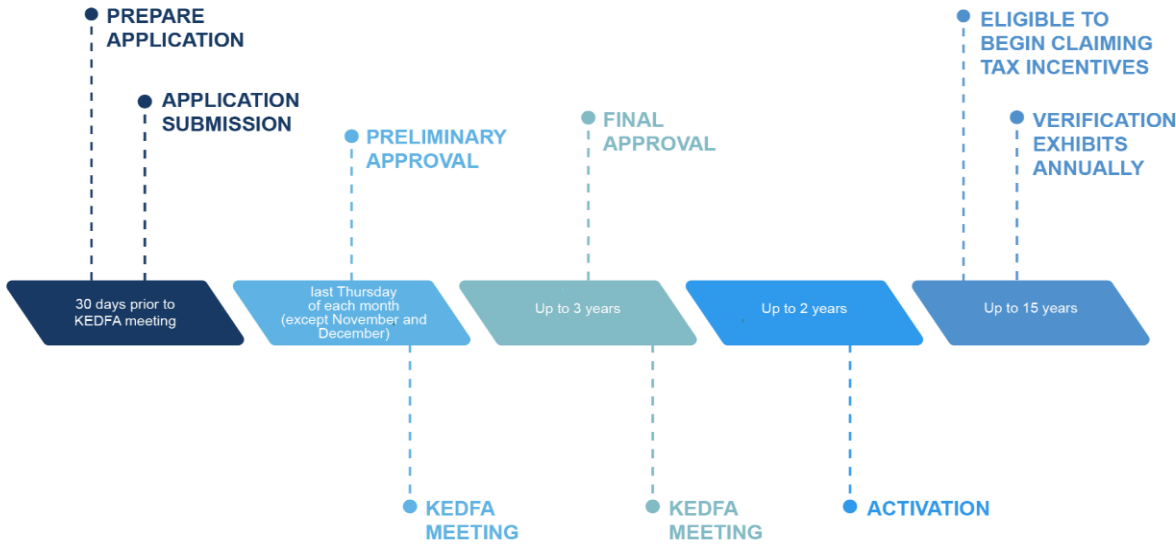 PREPARE
APPLICATION
APPLICATION
SUBMISSION
PRELIMINARY
APPROVAL
FINAL
APPROVAL
ELIGIBLE TO
BEGIN CLAIMING
TAX INCENTIVES
VERIFICATION
EXHIBITS
ANNUALLY
30 days prior to
KEDFA meeting
last Thursday
of each month
(except November and
December)
Up to 3 years
Up to 2 years
Up to 15 years
KEDFA
MEETING
KEDFA
MEETING
ACTIVATION